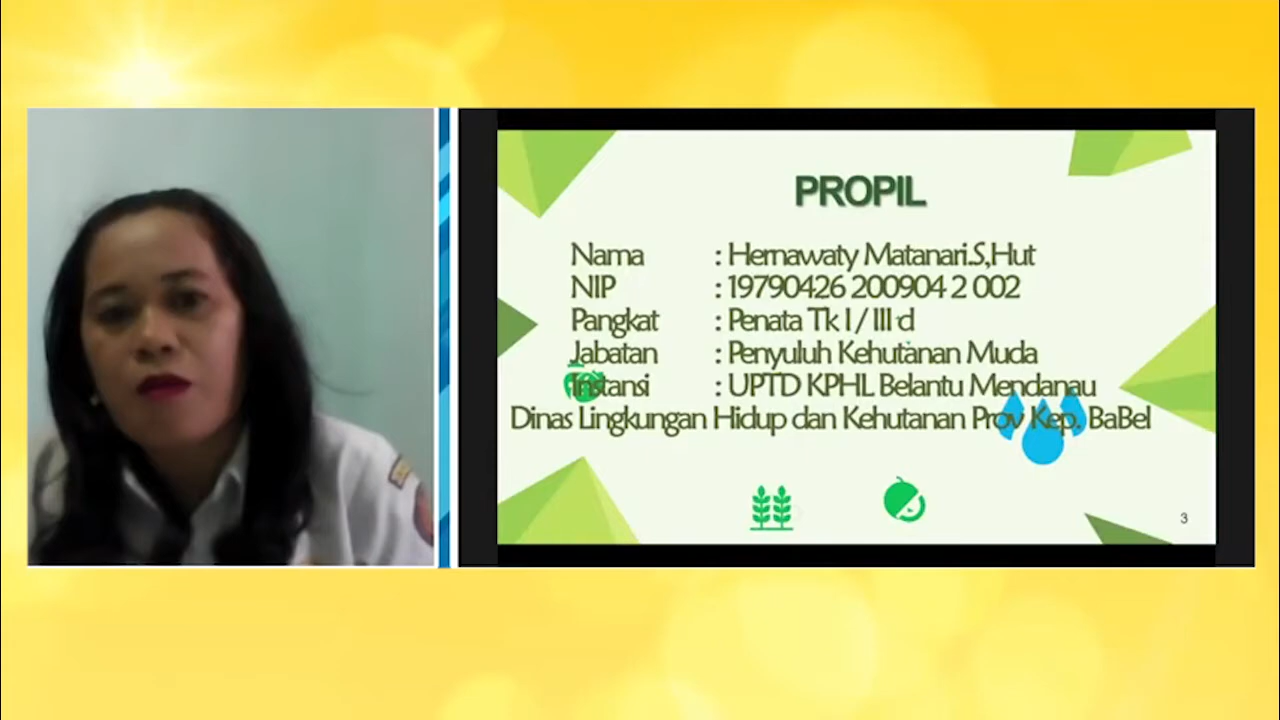 PROPIL
Nama : Hernawaty Matanari.S,Hut
NIP : 19790426 200904 2 002
Pangkat : Penata Tk I / III d
Jabatan : Penyuluh Kehutanan Muda
Instansi : UPTD KPHL Belantu Mendanau
Dinas Lingkungan Hidup dan Kehutanan Prov Kep. BaBel
3